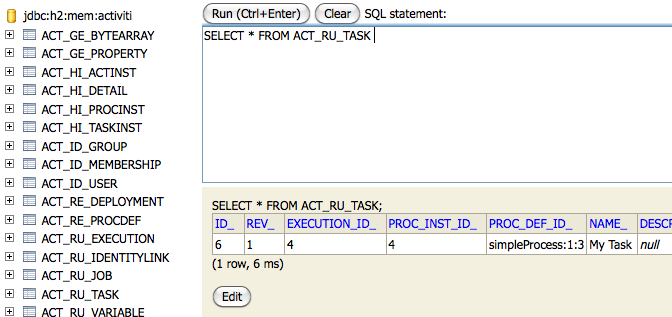 jdbc:h2:mem:activiti
ACT_GE_BYTEARRAY
ACT_GE_PROPERTY
ACT_HI_ACTINST
ACT_HI_DETAIL
ACT_HI_PROCINST
ACT_HI_TASKINST
ACT_ID_GROUP
ACT_ID_MEMBERSHIP
ACT_ID_USER
ACT_RE_DEPLOYMENT
ACT_RE_PROCDEF
ACT_RU_EXECUTION
ACT_RU_IDENTITYLINK
ACT_RU_JOB
ACT_RU_TASK
ACT_RU_VARIABLE
Run (Ctrl+Enter) Clear SQL statement:
SELECT * FROM ACT_RU_TASK
SELECT * FROM ACT_RU_TASK;
ID_ REV_ EXECUTION_ID_ PROC_INST_ID_ PROC_DEF_ID_ NAME_ DESCR
6 1 4 4 simpleProcess:1:3 My Task null
(1 row, 6 ms)
Edit